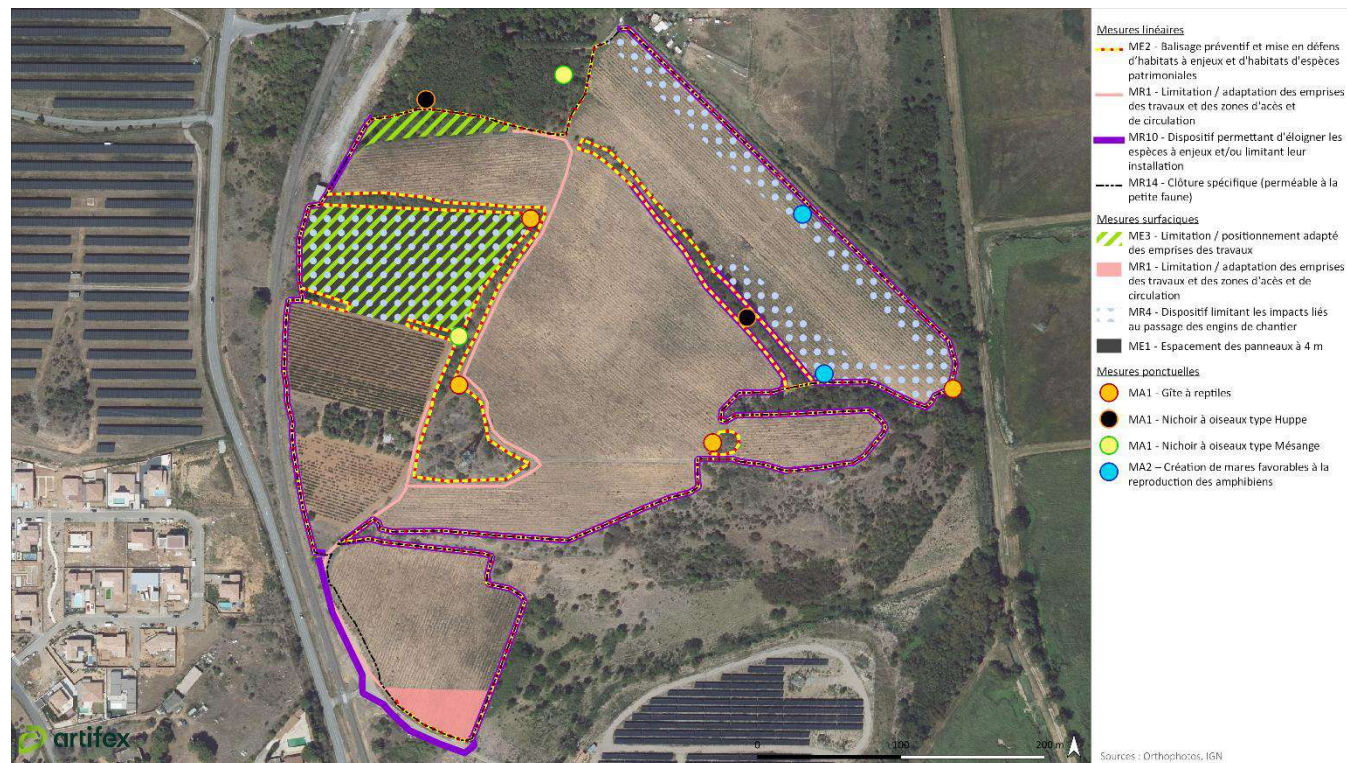 Mesures linéaires
ME2 - Balisage préventif et mise en défens
d'habitats à enjeux et d'habitats d'espèces
patrimoniales
MR1 - Limitation / adaptation des emprises
des travaux et des zones d'acès et
de circulation
MR10 - Dispositif permettant d'éloigner les
espèces à enjeux et/ou limitant leur
installation
MR14 - Clôture spécifique (perméable à la
petite faune)
Mesures surfaciques
ME3 - Limitation / positionnement adapté
des emprises des travaux
MR1 - Limitation / adaptation des emprises
des travaux et des zones d'acès et de
circulation
MR4 - Dispositif limitant les impacts liés
au passage des engins de chantier
ME1 - Espacement des panneaux à 4 m
Mesures ponctuelles
MA1 - Gîte à reptiles
MA1 - Nichoir à oiseaux type Huppe
MA1 - Nichoir à oiseaux type Mésange
MA2 – Création de mares favorables à la
reproduction des amphibiens
artifex
0 100 200 m
Sources : Orthophotos, IGN